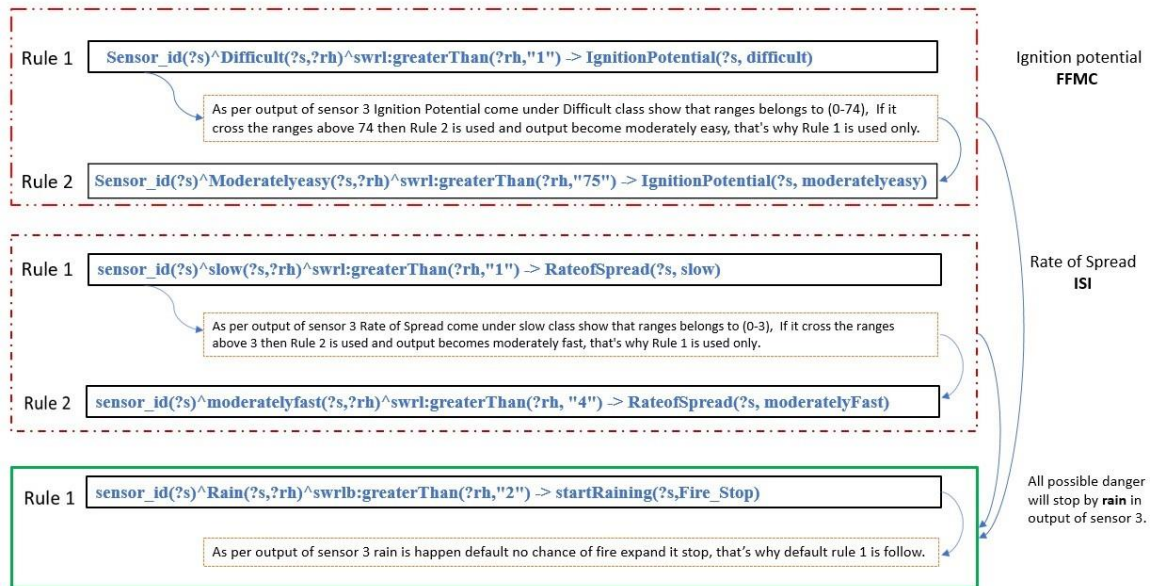 Rule 1
Sensor_id(?s)^Difficult(?s,?rh)^swrl:greaterThan(?rh,"1") -> IgnitionPotential(?s, difficult)
As per output of sensor 3 Ignition Potential come under Difficult class show that ranges belongs to (0-74), If it
cross the ranges above 74 then Rule 2 is used and output become moderately easy, that's why Rule 1 is used only.
Rule 2
Sensor_id(?s)^Moderatelyeasy(?s,?rh)^swrl:greaterThan(?rh,"75") -> IgnitionPotential(?s, moderatelyeasy)
Ignition potential
FFMC
Rule 1
sensor_id(?s)^slow(?s,?rh)^swrl:greaterThan(?rh,"1") -> RateofSpread(?s, slow)
As per output of sensor 3 Rate of Spread come under slow class show that ranges belongs to (0-3), If it cross the ranges
above 3 then Rule 2 is used and output becomes moderately fast, that's why Rule 1 is used only.
Rule 2
sensor_id(?s)^moderatelyfast(?s,?rh)^swrl:greaterThan(?rh, "4") -> RateofSpread(?s, moderatelyFast)
Rate of Spread
ISI
Rule 1
sensor_id(?s)^Rain(?s,?rh)^swrlb:greaterThan(?rh,"2") -> startRaining(?s,Fire_Stop)
As per output of sensor 3 rain is happen default no chance of fire expand it stop, that's why default rule 1 is follow.
All possible danger
will stop by rain in
output of sensor 3.